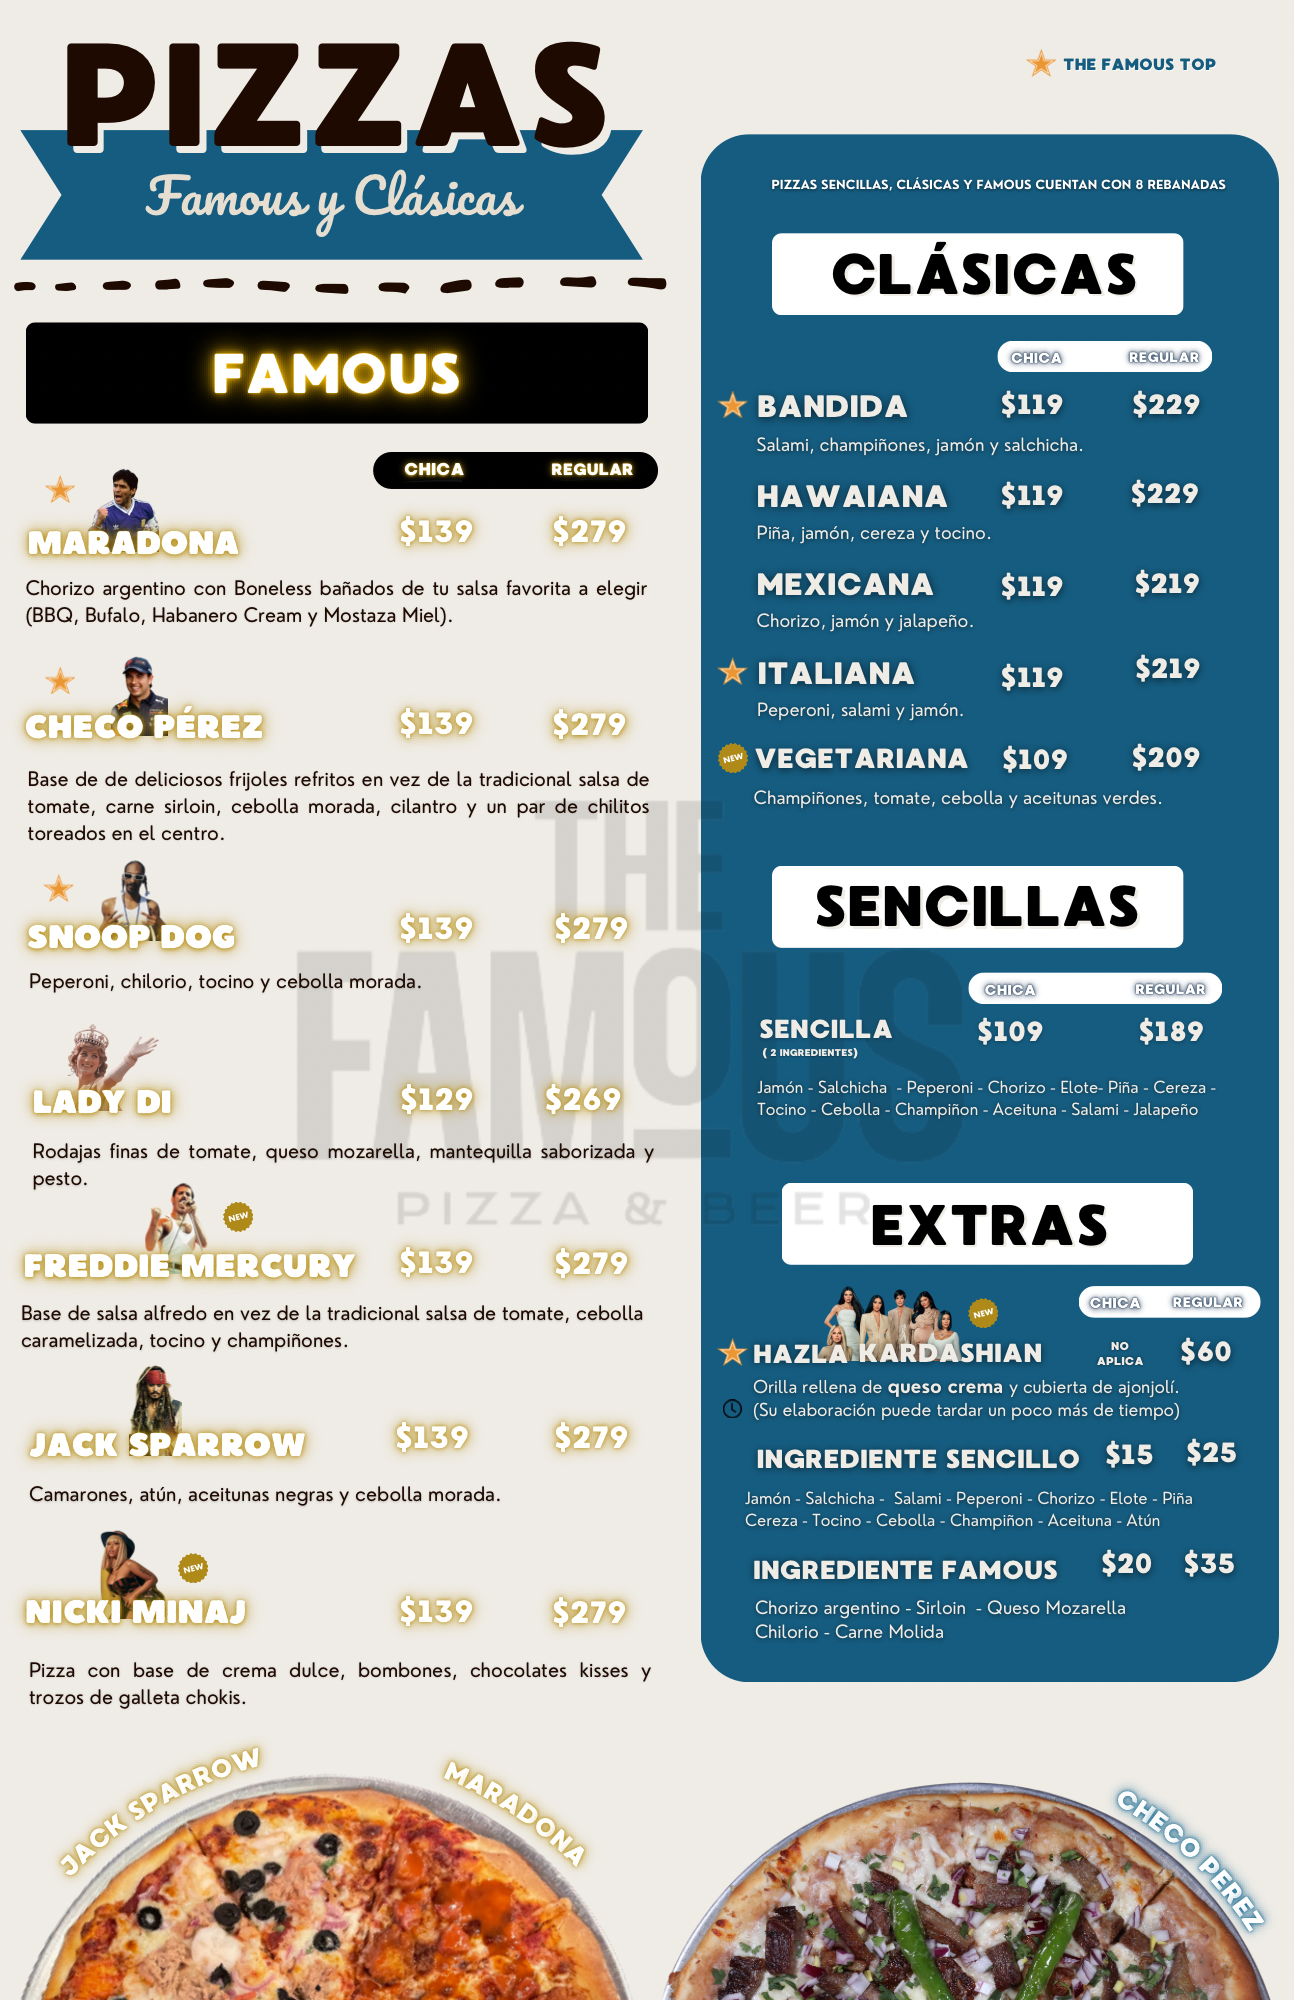 PIZZAS
Famous y Clásicas
FAMOUS
CHICA REGULAR
MARADONA $139 $279
Chorizo argentino con Boneless bañados de tu salsa favorita a elegir
(BBQ, Bufalo, Habanero Cream y Mostaza Miel).
CHECO PÉREZ $139 $279
Base de de deliciosos frijoles refritos en vez de la tradicional salsa de
tomate, carne sirloin, cebolla morada, cilantro y un par de chilitos
toreados en el centro.
SNOOP DOG $139 $279
Peperoni, chilorio, tocino y cebolla morada.
LADY DI $129 $269
Rodajas finas de tomate, queso mozarella, mantequilla saborizada y
pesto.
NEW
FREDDIE MERCURY $139 $279
Base de salsa alfredo en vez de la tradicional salsa de tomate, cebolla
caramelizada, tocino y champiñones.
JACK SPARROW $139 $279
Camarones, atún, aceitunas negras y cebolla morada.
NEW
NICKI MINAJ $139 $279
Pizza con base de crema dulce, bombones, chocolates kisses y
trozos de galleta chokis.
THE FAMOUS TOP
PIZZAS SENCILLAS, CLÁSICAS Y FAMOUS CUENTAN CON 8 REBANADAS
CLÁSICAS
CHICA REGULAR
BANDIDA $119 $229
Salami, champiñones, jamón y salchicha.
HAWAIANA $119 $229
Piña, jamón, cereza y tocino.
MEXICANA $119 $219
Chorizo, jamón y jalapeño.
ITALIANA $119 $219
Peperoni, salami y jamón.
NEW VEGETARIANA $109 $209
Champiñones, tomate, cebolla y aceitunas verdes.
SENCILLAS
CHICA REGULAR
SENCILLA $109 $189
( 2 INGREDIENTES)
Jamón - Salchicha  - Peperoni - Chorizo - Elote- Piña - Cereza -
Tocino - Cebolla - Champiñon - Aceituna - Salami - Jalapeño
EXTRAS
NEW CHICA REGULAR
HAZLA KARDASHIAN NO APLICA $60
Orilla rellena de queso crema y cubierta de ajonjolí.
(Su elaboración puede tardar un poco más de tiempo)
INGREDIENTE SENCILLO $15 $25
Jamón - Salchicha -  Salami - Peperoni - Chorizo - Elote - Piña
Cereza - Tocino - Cebolla - Champiñon - Aceituna - Atún
INGREDIENTE FAMOUS $20 $35
Chorizo argentino - Sirloin  - Queso Mozarella
Chilorio - Carne Molida
THE
FAMOUS
PIZZA & BEER
JACK SPARROW
MARADONA
CHECO PEREZ